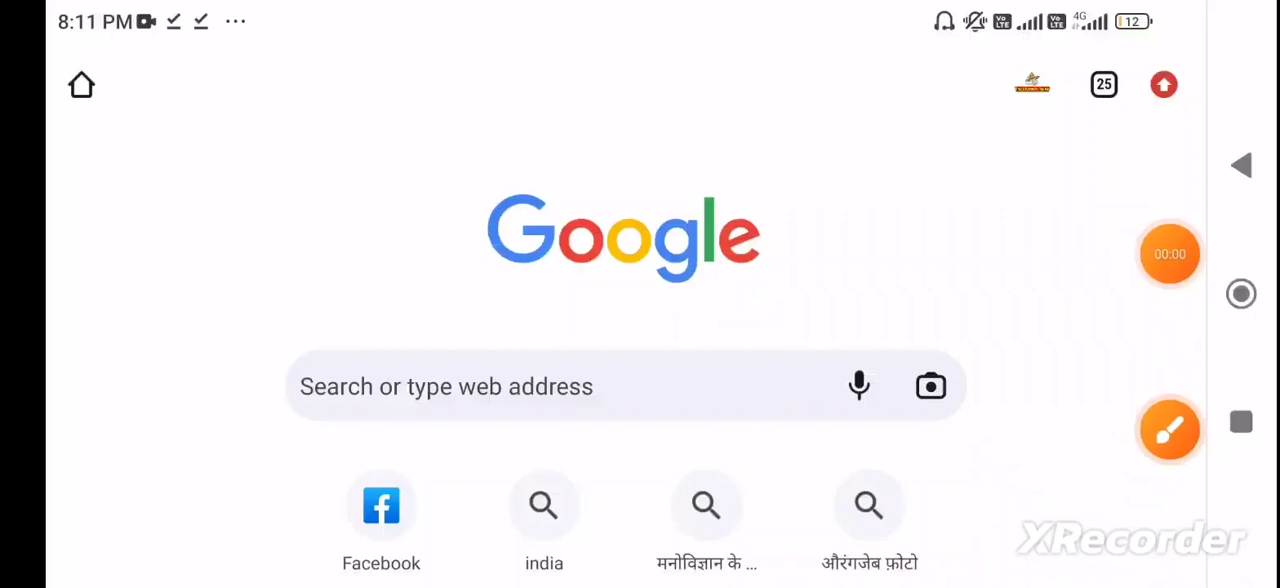 8:11 PM
4G
12
25
Google
00:00
Search or type web address
Facebook
india
मनोविज्ञान के ...
औरंगजेब फ़ोटो
XRecorder